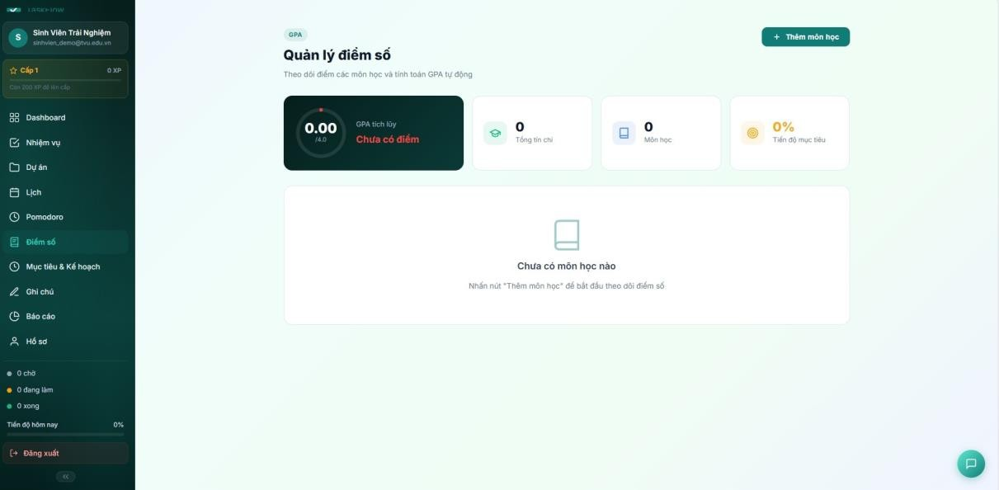 TaskFlow
S
Sinh Viên Trải Nghiệm
sinhvien_demo@tvu.edu.vn
Cấp 1
0 XP
Còn 200 XP để lên cấp
Dashboard
Nhiệm vụ
Dự án
Lịch
Pomodoro
Điểm số
Mục tiêu & Kế hoạch
Ghi chú
Báo cáo
Hồ sơ
0 chờ
0 đang làm
0 xong
Tiến độ hôm nay
0%
Đăng xuất
GPA
Quản lý điểm số
Theo dõi điểm các môn học và tính toán GPA tự động
+ Thêm môn học
0.00
/4.0
GPA tích lũy
Chưa có điểm
0
Tổng tín chỉ
0
Môn học
0%
Tiến độ mục tiêu
Chưa có môn học nào
Nhấn nút "Thêm môn học" để bắt đầu theo dõi điểm số